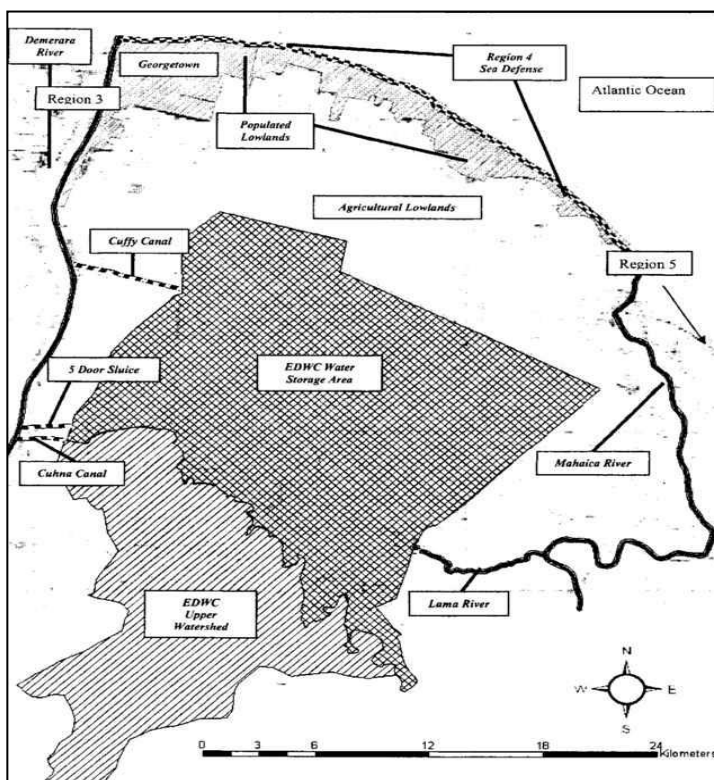 Demerara
River
Georgetown
Region 4
Sea Defense
Atlantic Ocean
Region 3
Populated
Lowlands
Agricultural Lowlands
Cuffy Canal
Region 5
5 Door Sluice
EDWC Water
Storage Area
Cuhna Canal
Mahaica River
EDWC
Upper
Watershed
Lama River
N
W
E
S
0 3 6 12 18 24
Kilometers